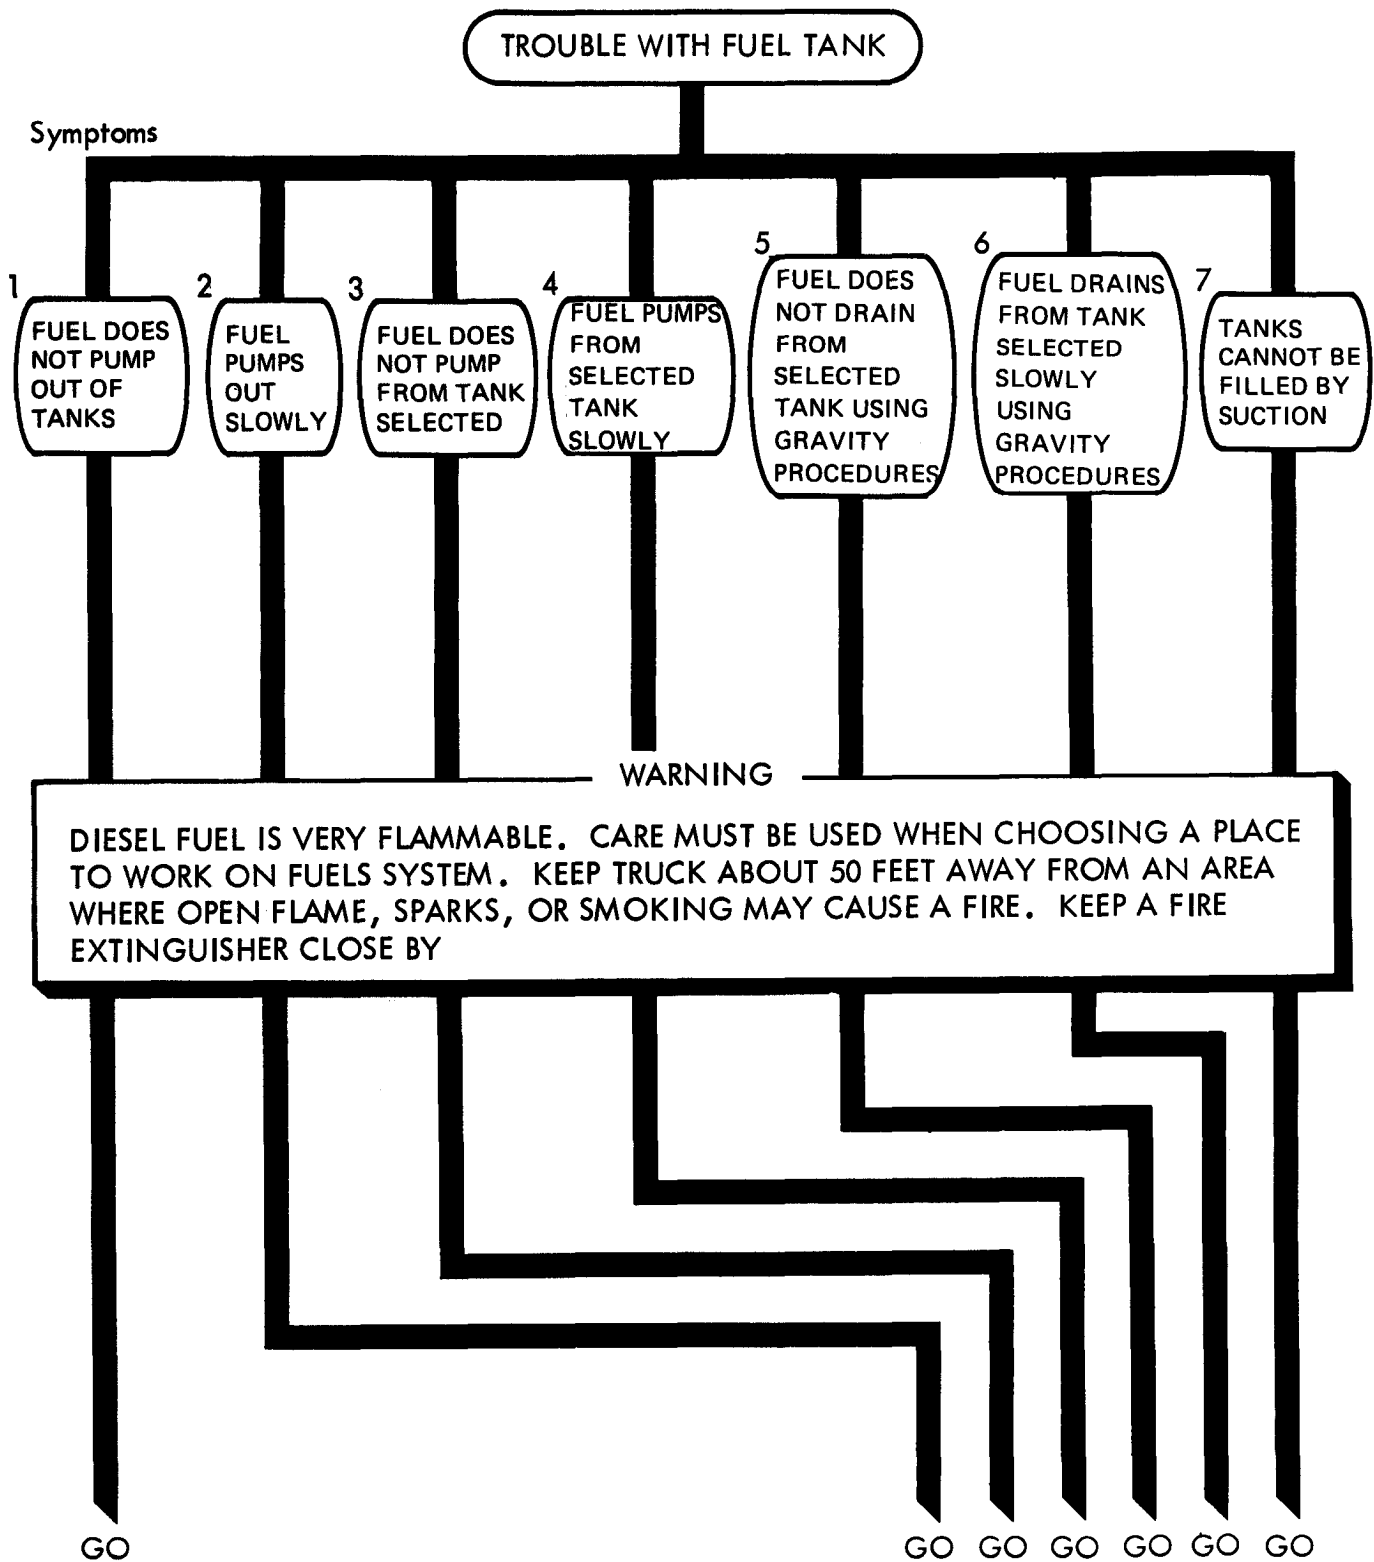 TROUBLE WITH FUEL TANK
Symptoms
1
FUEL DOES
NOT PUMP
OUT OF
TANKS
2
FUEL
PUMPS
OUT
SLOWLY
3
FUEL DOES
NOT PUMP
FROM TANK
SELECTED
4
FUEL PUMPS
FROM
SELECTED
TANK
SLOWLY
5
FUEL DOES
NOT DRAIN
FROM
SELECTED
TANK USING
GRAVITY
PROCEDURES
6
FUEL DRAINS
FROM TANK
SELECTED
SLOWLY
USING
GRAVITY
PROCEDURES
7
TANKS
CANNOT BE
FILLED BY
SUCTION
WARNING
DIESEL FUEL IS VERY FLAMMABLE. CARE MUST BE USED WHEN CHOOSING A PLACE
TO WORK ON FUELS SYSTEM. KEEP TRUCK ABOUT 50 FEET AWAY FROM AN AREA
WHERE OPEN FLAME, SPARKS, OR SMOKING MAY CAUSE A FIRE. KEEP A FIRE
EXTINGUISHER CLOSE BY
GO
GO
GO
GO
GO
GO
GO